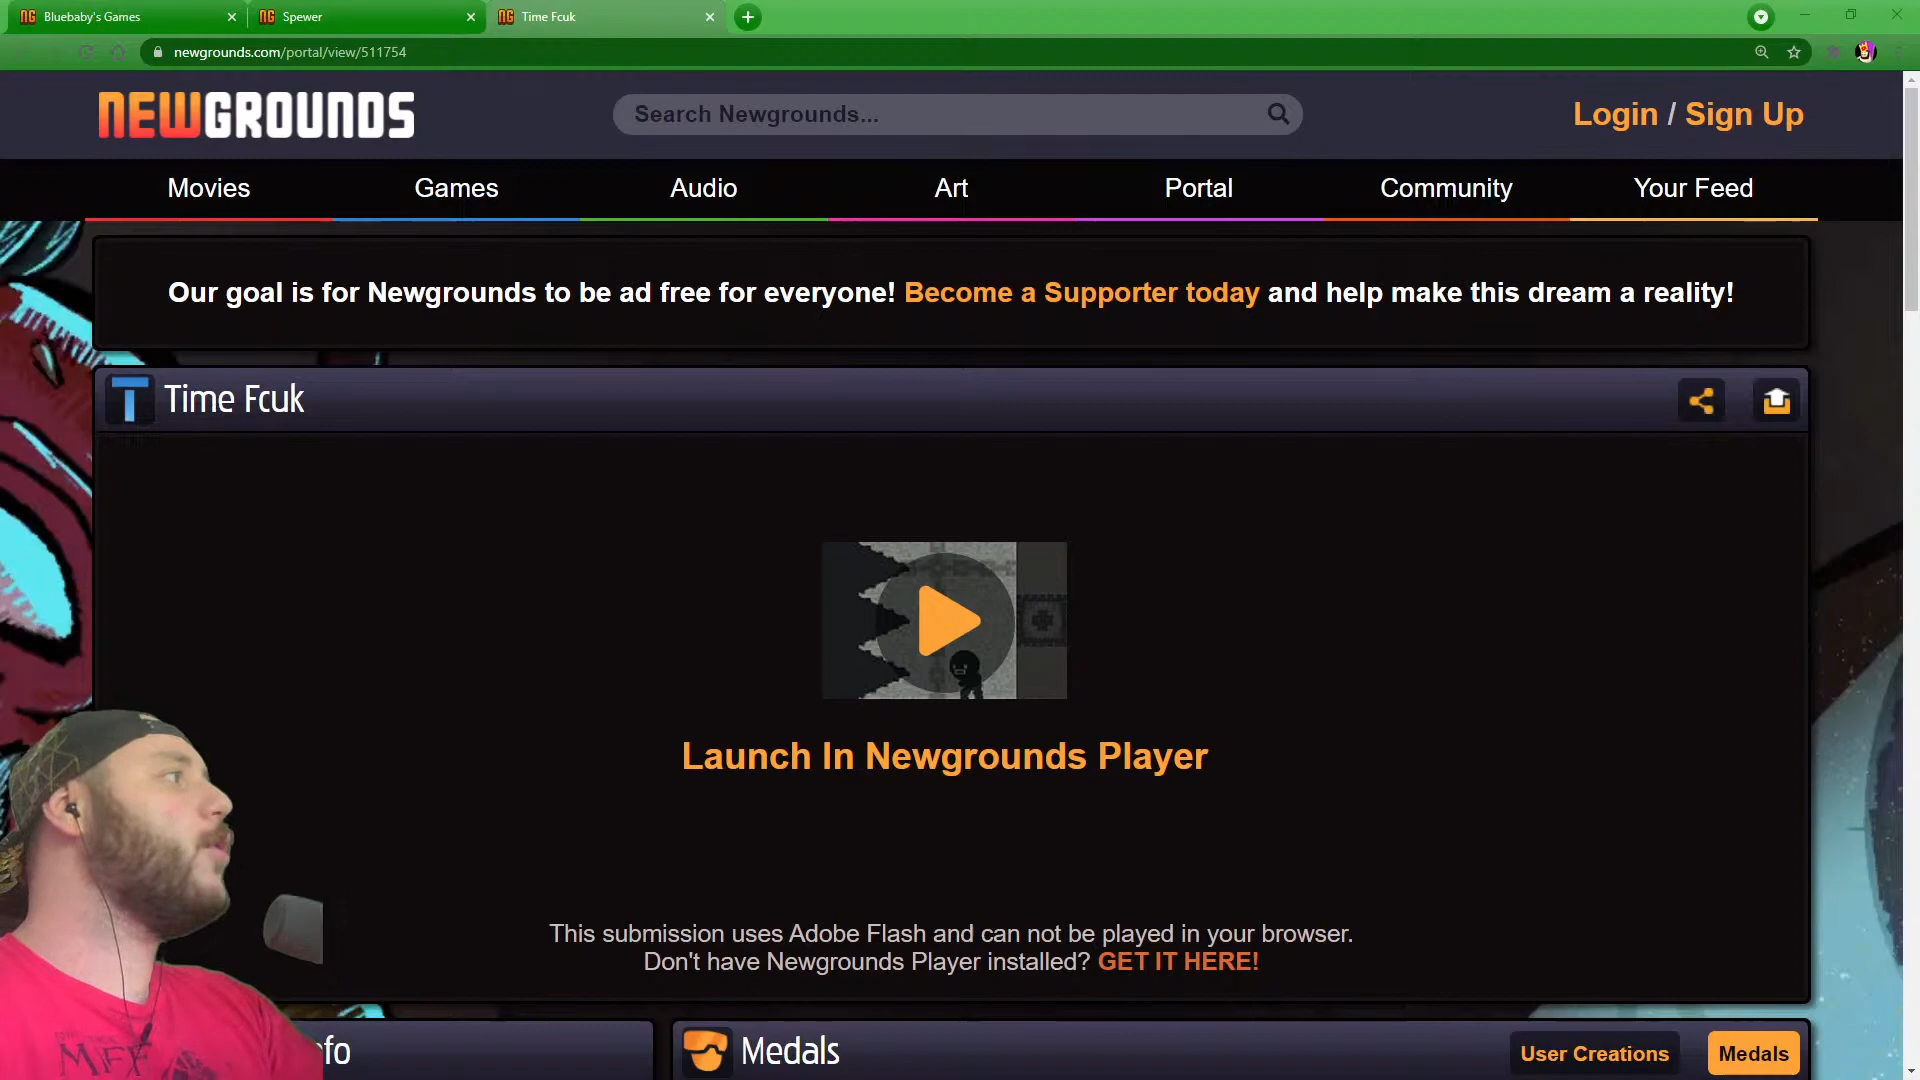 Bluebaby's Games
Spewer
Time Fcuk
newgrounds.com/portal/view/511754
NEWGROUNDS
Search Newgrounds...
Login / Sign Up
Movies
Games
Audio
Art
Portal
Community
Your Feed
Our goal is for Newgrounds to be ad free for everyone! Become a Supporter today and help make this dream a reality!
Time Fcuk
Launch In Newgrounds Player
This submission uses Adobe Flash and can not be played in your browser.
Don't have Newgrounds Player installed? GET IT HERE!
fo
Medals
User Creations
Medals